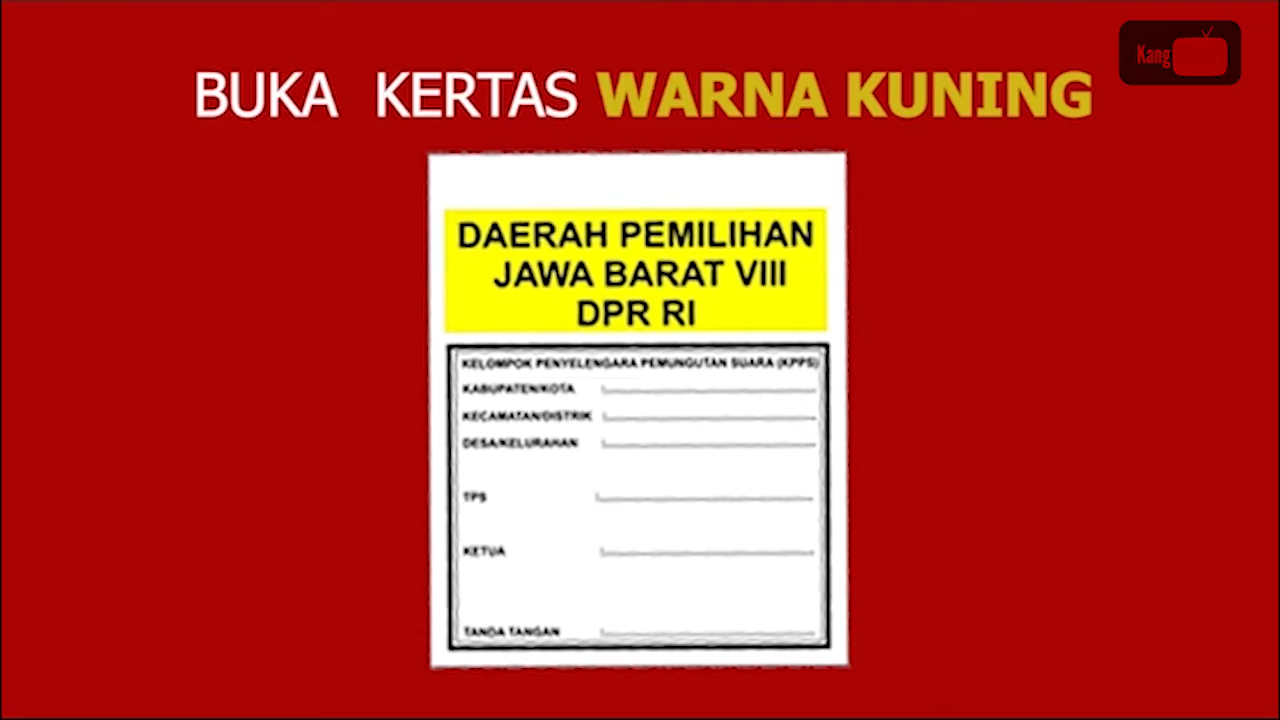 Kang
BUKA KERTAS WARNA KUNING
DAERAH PEMILIHAN
JAWA BARAT VIII
DPR RI
KELOMPOK PENYELENGARA PEMUNGUTAN SUARA (KPPS)
KABUPATEN/KOTA :
KECAMATAN/DISTRIK :
DESA/KELURAHAN :
TPS :
KETUA :
TANDA TANGAN :